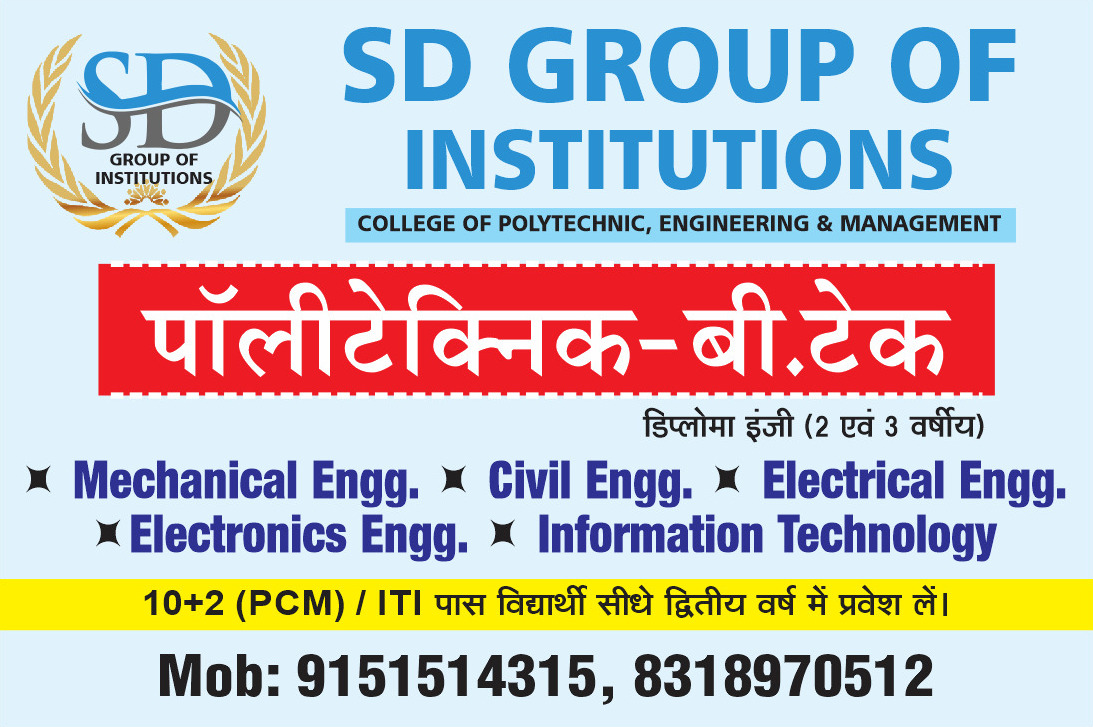 SD
GROUP OF
INSTITUTIONS
SD GROUP OF
INSTITUTIONS
COLLEGE OF POLYTECHNIC, ENGINEERING & MANAGEMENT
पॉलीटेक्निक-बी.टेक
डिप्लोमा इंजी (2 एवं 3 वर्षीय)
Mechanical Engg. Civil Engg. Electrical Engg.
Electronics Engg. Information Technology
10+2 (PCM) / ITI पास विद्यार्थी सीधे द्वितीय वर्ष में प्रवेश लें।
Mob: 9151514315, 8318970512